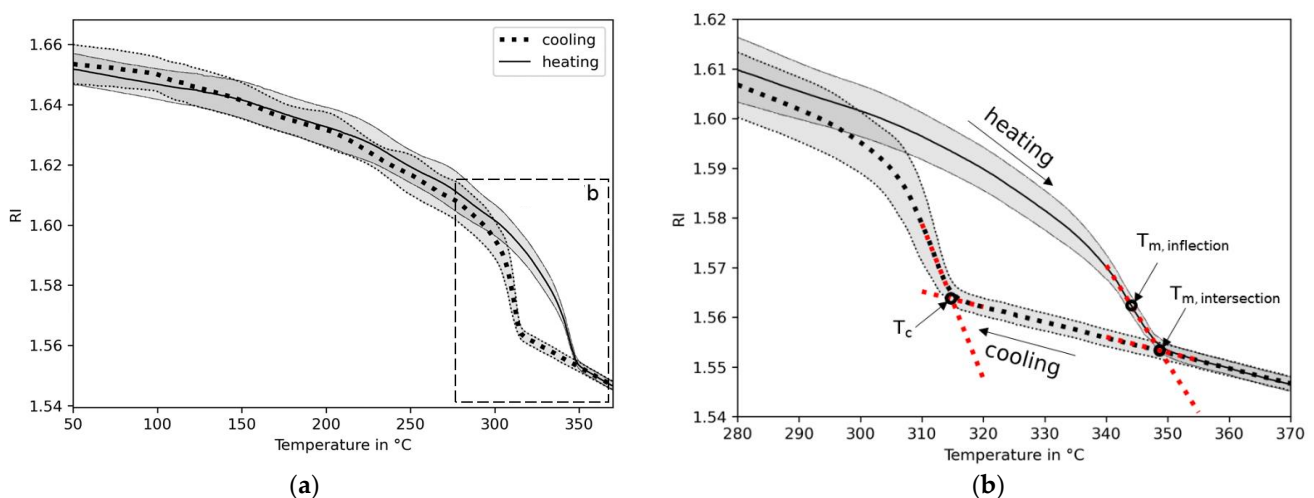 cooling
heating
b
1.66
1.64
1.62
1.60
1.58
1.56
1.54
RI
50 100 150 200 250 300 350
Temperature in °C
(a)
1.62
1.61
1.60
1.59
1.58
1.57
1.56
1.55
1.54
RI
heating
Tm, inflection
Tm, intersection
Tc
cooling
280 290 300 310 320 330 340 350 360 370
Temperature in °C
(b)